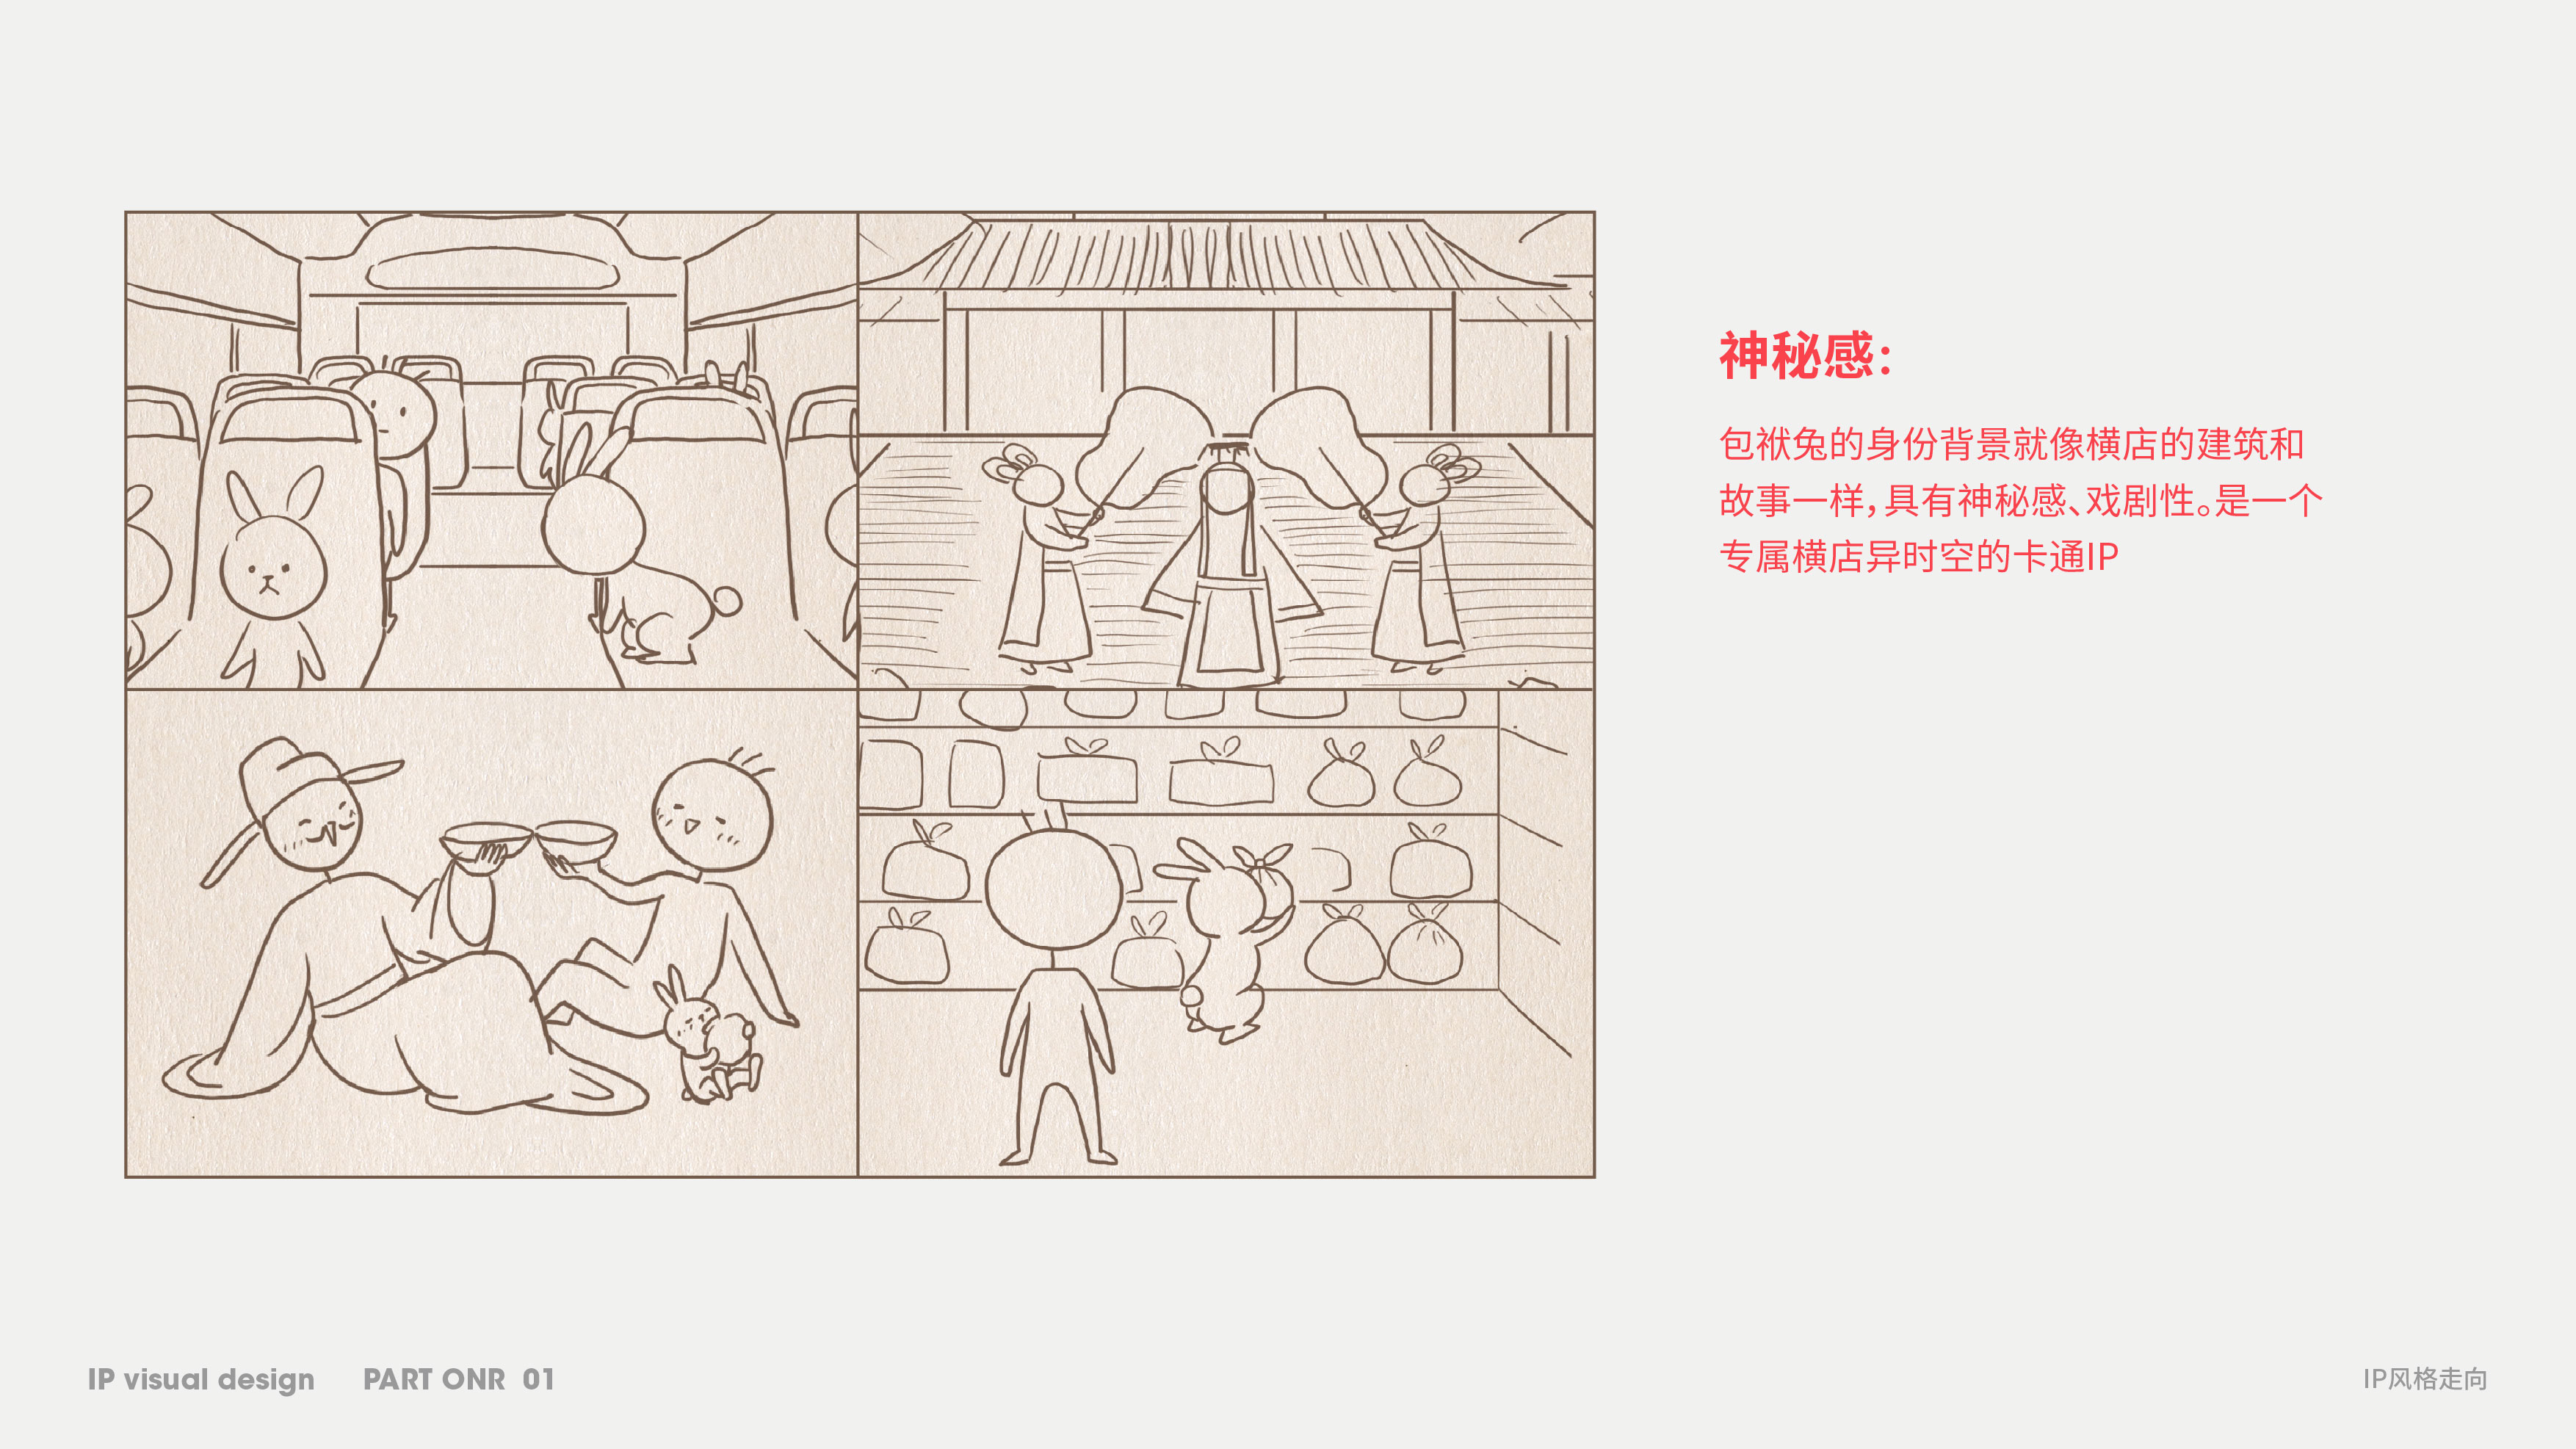 神秘感：
包袱兔的身份背景就像横店的建筑和
故事一样，具有神秘感、戏剧性。是一个
专属横店异时空的卡通IP
IP visual design PART ONR 01
IP风格走向